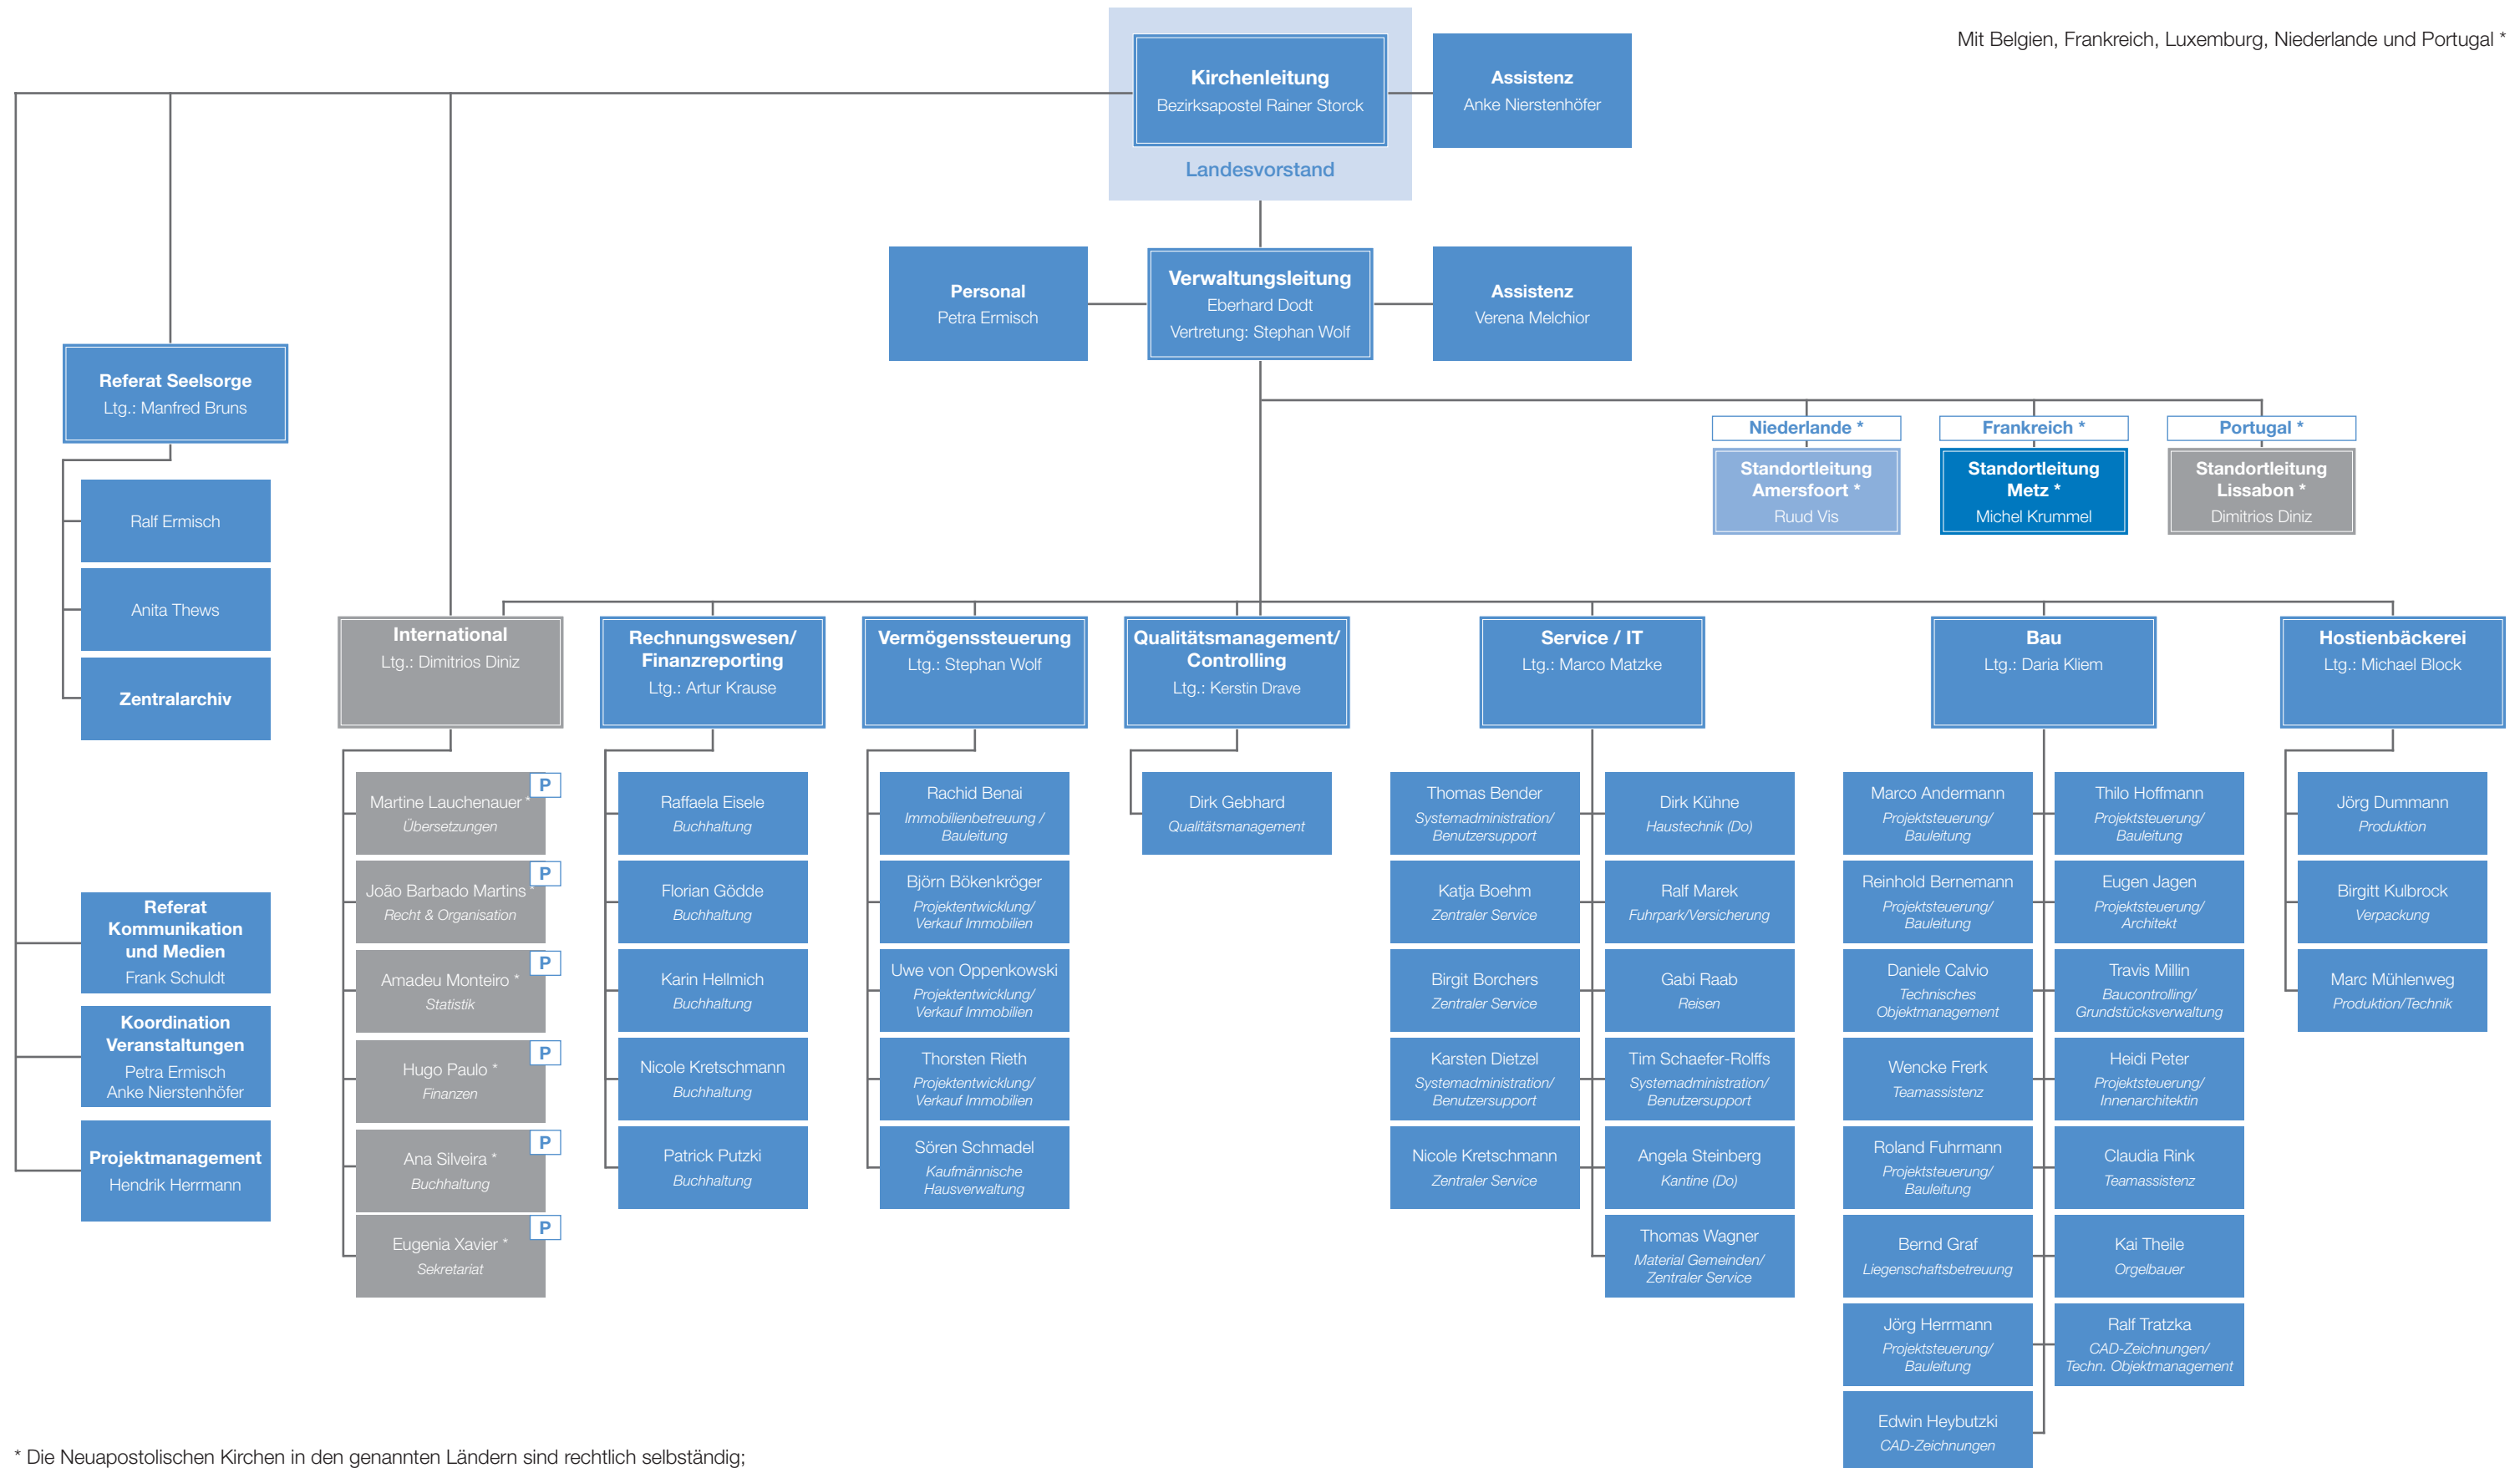 Mit Belgien, Frankreich, Luxemburg, Niederlande und Portugal *
Kirchenleitung
Bezirksapostel Rainer Storck
Landesvorstand
Assistenz
Anke Nierstenhöfer
Personal
Petra Ermisch
Verwaltungsleitung
Eberhard Dodt
Vertretung: Stephan Wolf
Assistenz
Verena Melchior
Referat Seelsorge
Ltg.: Manfred Bruns
Ralf Ermisch
Anita Thews
Zentralarchiv
Referat
Kommunikation
und Medien
Frank Schuldt
Koordination
Veranstaltungen
Petra Ermisch
Anke Nierstenhöfer
Projektmanagement
Hendrik Herrmann
Niederlande *
Standortleitung
Amersfoort *
Ruud Vis
Frankreich *
Standortleitung
Metz *
Michel Krummel
Portugal *
Standortleitung
Lissabon *
Dimitrios Diniz
International
Ltg.: Dimitrios Diniz
P
Martine Lauchenauer *
Übersetzungen
P
João Barbado Martins *
Recht & Organisation
P
Amadeu Monteiro *
Statistik
P
Hugo Paulo *
Finanzen
P
Ana Silveira *
Buchhaltung
P
Eugenia Xavier *
Sekretariat
Rechnungswesen/
Finanzreporting
Ltg.: Artur Krause
Raffaela Eisele
Buchhaltung
Florian Gödde
Buchhaltung
Karin Hellmich
Buchhaltung
Nicole Kretschmann
Buchhaltung
Patrick Putzki
Buchhaltung
Vermögenssteuerung
Ltg.: Stephan Wolf
Rachid Benai
Immobilienbetreuung /
Bauleitung
Björn Bökenkröger
Projektentwicklung/
Verkauf Immobilien
Uwe von Oppenkowski
Projektentwicklung/
Verkauf Immobilien
Thorsten Rieth
Projektentwicklung/
Verkauf Immobilien
Sören Schmadel
Kaufmännische
Hausverwaltung
Qualitätsmanagement/
Controlling
Ltg.: Kerstin Drave
Dirk Gebhard
Qualitätsmanagement
Service / IT
Ltg.: Marco Matzke
Thomas Bender
Systemadministration/
Benutzersupport
Katja Boehm
Zentraler Service
Birgit Borchers
Zentraler Service
Karsten Dietzel
Systemadministration/
Benutzersupport
Nicole Kretschmann
Zentraler Service
Dirk Kühne
Haustechnik (Do)
Ralf Marek
Fuhrpark/Versicherung
Gabi Raab
Reisen
Tim Schaefer-Rolffs
Systemadministration/
Benutzersupport
Angela Steinberg
Kantine (Do)
Thomas Wagner
Material Gemeinden/
Zentraler Service
Bau
Ltg.: Daria Kliem
Marco Andermann
Projektsteuerung/
Bauleitung
Reinhold Bernemann
Projektsteuerung/
Bauleitung
Daniele Calvio
Technisches
Objektmanagement
Wencke Frerk
Teamassistenz
Roland Fuhrmann
Projektsteuerung/
Bauleitung
Bernd Graf
Liegenschaftsbetreuung
Jörg Herrmann
Projektsteuerung/
Bauleitung
Edwin Heybutzki
CAD-Zeichnungen
Thilo Hoffmann
Projektsteuerung/
Bauleitung
Eugen Jagen
Projektsteuerung/
Architekt
Travis Millin
Baucontrolling/
Grundstücksverwaltung
Heidi Peter
Projektsteuerung/
Innenarchitektin
Claudia Rink
Teamassistenz
Kai Theile
Orgelbauer
Ralf Tratzka
CAD-Zeichnungen/
Techn. Objektmanagement
Hostienbäckerei
Ltg.: Michael Block
Jörg Dummann
Produktion
Birgitt Kulbrock
Verpackung
Marc Mühlenweg
Produktion/Technik
* Die Neuapostolischen Kirchen in den genannten Ländern sind rechtlich selbständig;